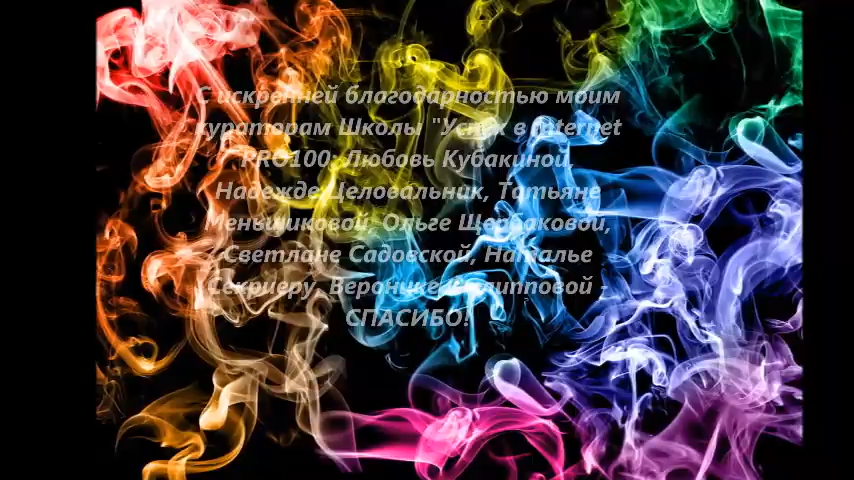 С искренней благодарностью моим
кураторам Школы "Успех в Internet
PRO100: Любовь Кубакиной,
Надежде Целовальник, Татьяне
Меньшиковой, Ольге Щербаковой,
Светлане Садовской, Наталье
Секриеру, Веронике -
СПАСИБО!